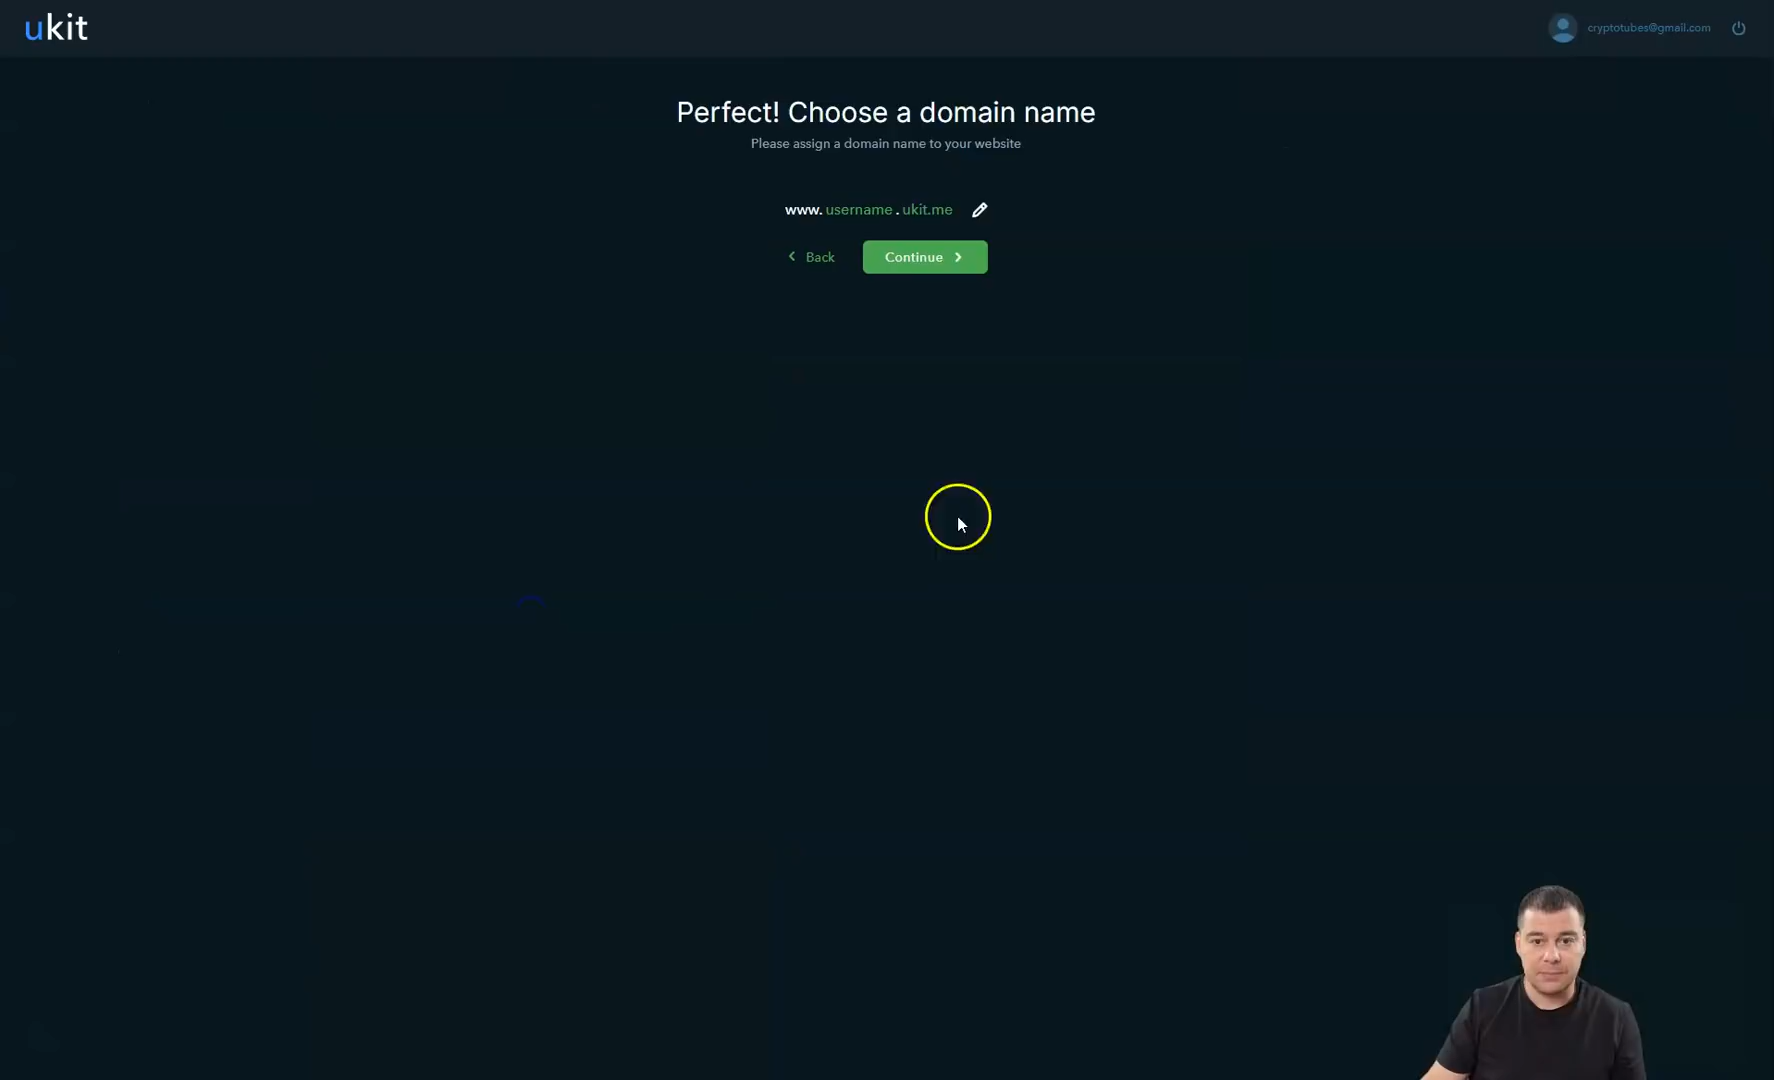 ukit
cryptotubes@gmail.com
Perfect! Choose a domain name
Please assign a domain name to your website
www. username . ukit.me
Back
Continue